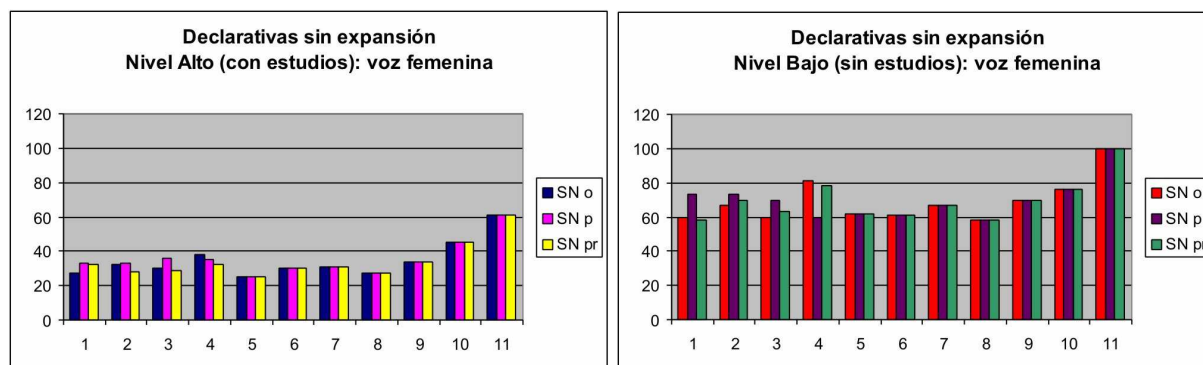 Declarativas sin expansión
Nivel Alto (con estudios): voz femenina
120
100
80
60
40
20
0
1 2 3 4 5 6 7 8 9 10 11
SN o
SN p
SN pr
Declarativas sin expansión
Nivel Bajo (sin estudios): voz femenina
120
100
80
60
40
20
0
1 2 3 4 5 6 7 8 9 10 11
SN o
SN p
SN pr